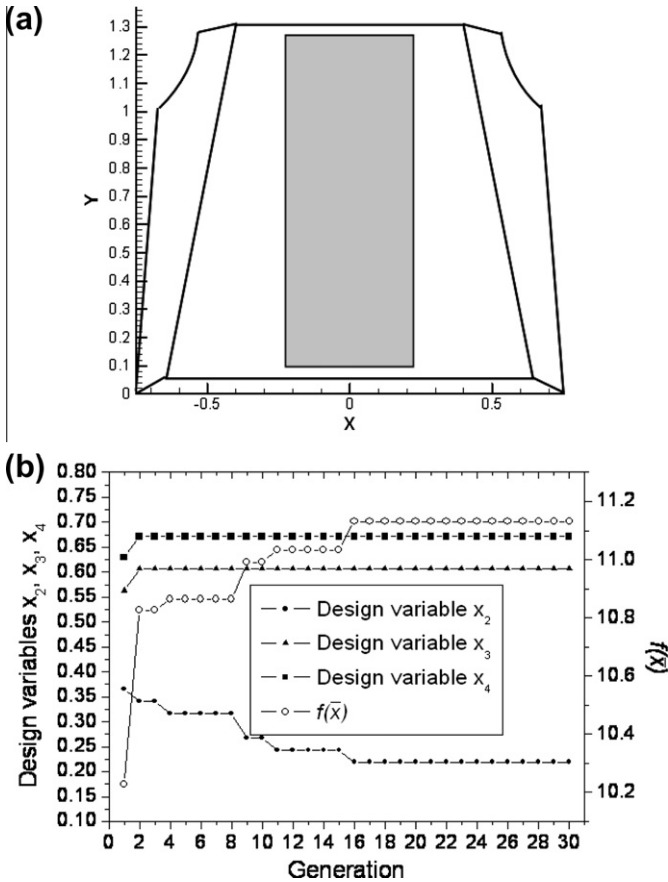 (a)
1.3
1.2
1.1
1
0.9
0.8
0.7
0.6
0.5
0.4
0.3
0.2
0.1
0
Y
-0.5 0 0.5
X
(b)
0.80
0.75
0.70
0.65
0.60
0.55
0.50
0.45
0.40
0.35
0.30
0.25
0.20
0.15
0.10
Design variables x₂, x₃, x₄
11.2
11.0
10.8
10.6
10.4
10.2
f(x̄)
Design variable x₂
Design variable x₃
Design variable x₄
f(x̄)
0 2 4 6 8 10 12 14 16 18 20 22 24 26 28 30
Generation